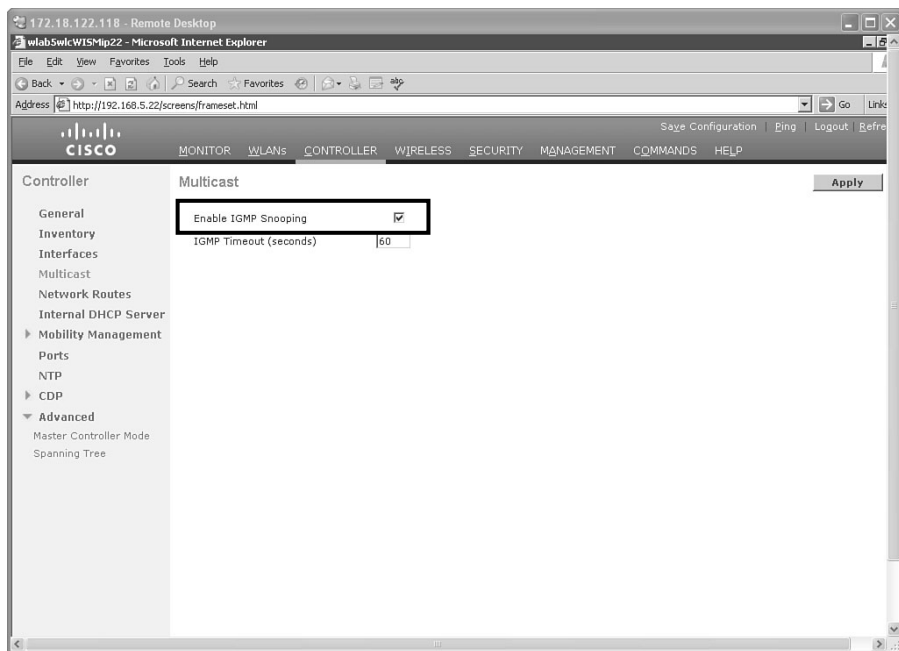 172.18.122.118 - Remote Desktop
wlab5wlcWISMip22 - Microsoft Internet Explorer
File Edit View Favorites Tools Help
Back Search Favorites
Address http://192.168.5.22/screens/frameset.html Go Links
Save Configuration | Ping | Logout | Refre
CISCO MONITOR WLANs CONTROLLER WIRELESS SECURITY MANAGEMENT COMMANDS HELP
Controller Multicast Apply
General Enable IGMP Snooping
Inventory IGMP Timeout (seconds) 60
Interfaces
Multicast
Network Routes
Internal DHCP Server
Mobility Management
Ports
NTP
CDP
Advanced
Master Controller Mode
Spanning Tree